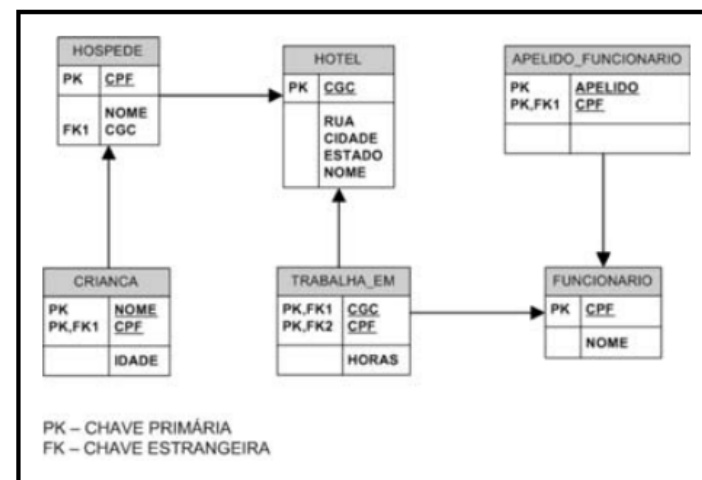 HOSPEDE
PK CPF
NOME
FK1 CGC
HOTEL
PK CGC
RUA
CIDADE
ESTADO
NOME
APELIDO_FUNCIONARIO
PK APELIDO
PK,FK1 CPF
CRIANCA
PK NOME
PK,FK1 CPF
IDADE
TRABALHA_EM
PK,FK1 CGC
PK,FK2 CPF
HORAS
FUNCIONARIO
PK CPF
NOME
PK – CHAVE PRIMÁRIA
FK – CHAVE ESTRANGEIRA